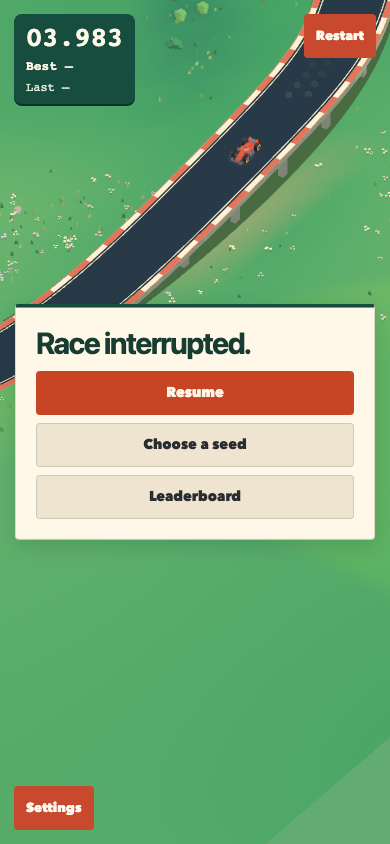 03.983
Best –
Last –
Restart
Race interrupted.
Resume
Choose a seed
Leaderboard
Settings